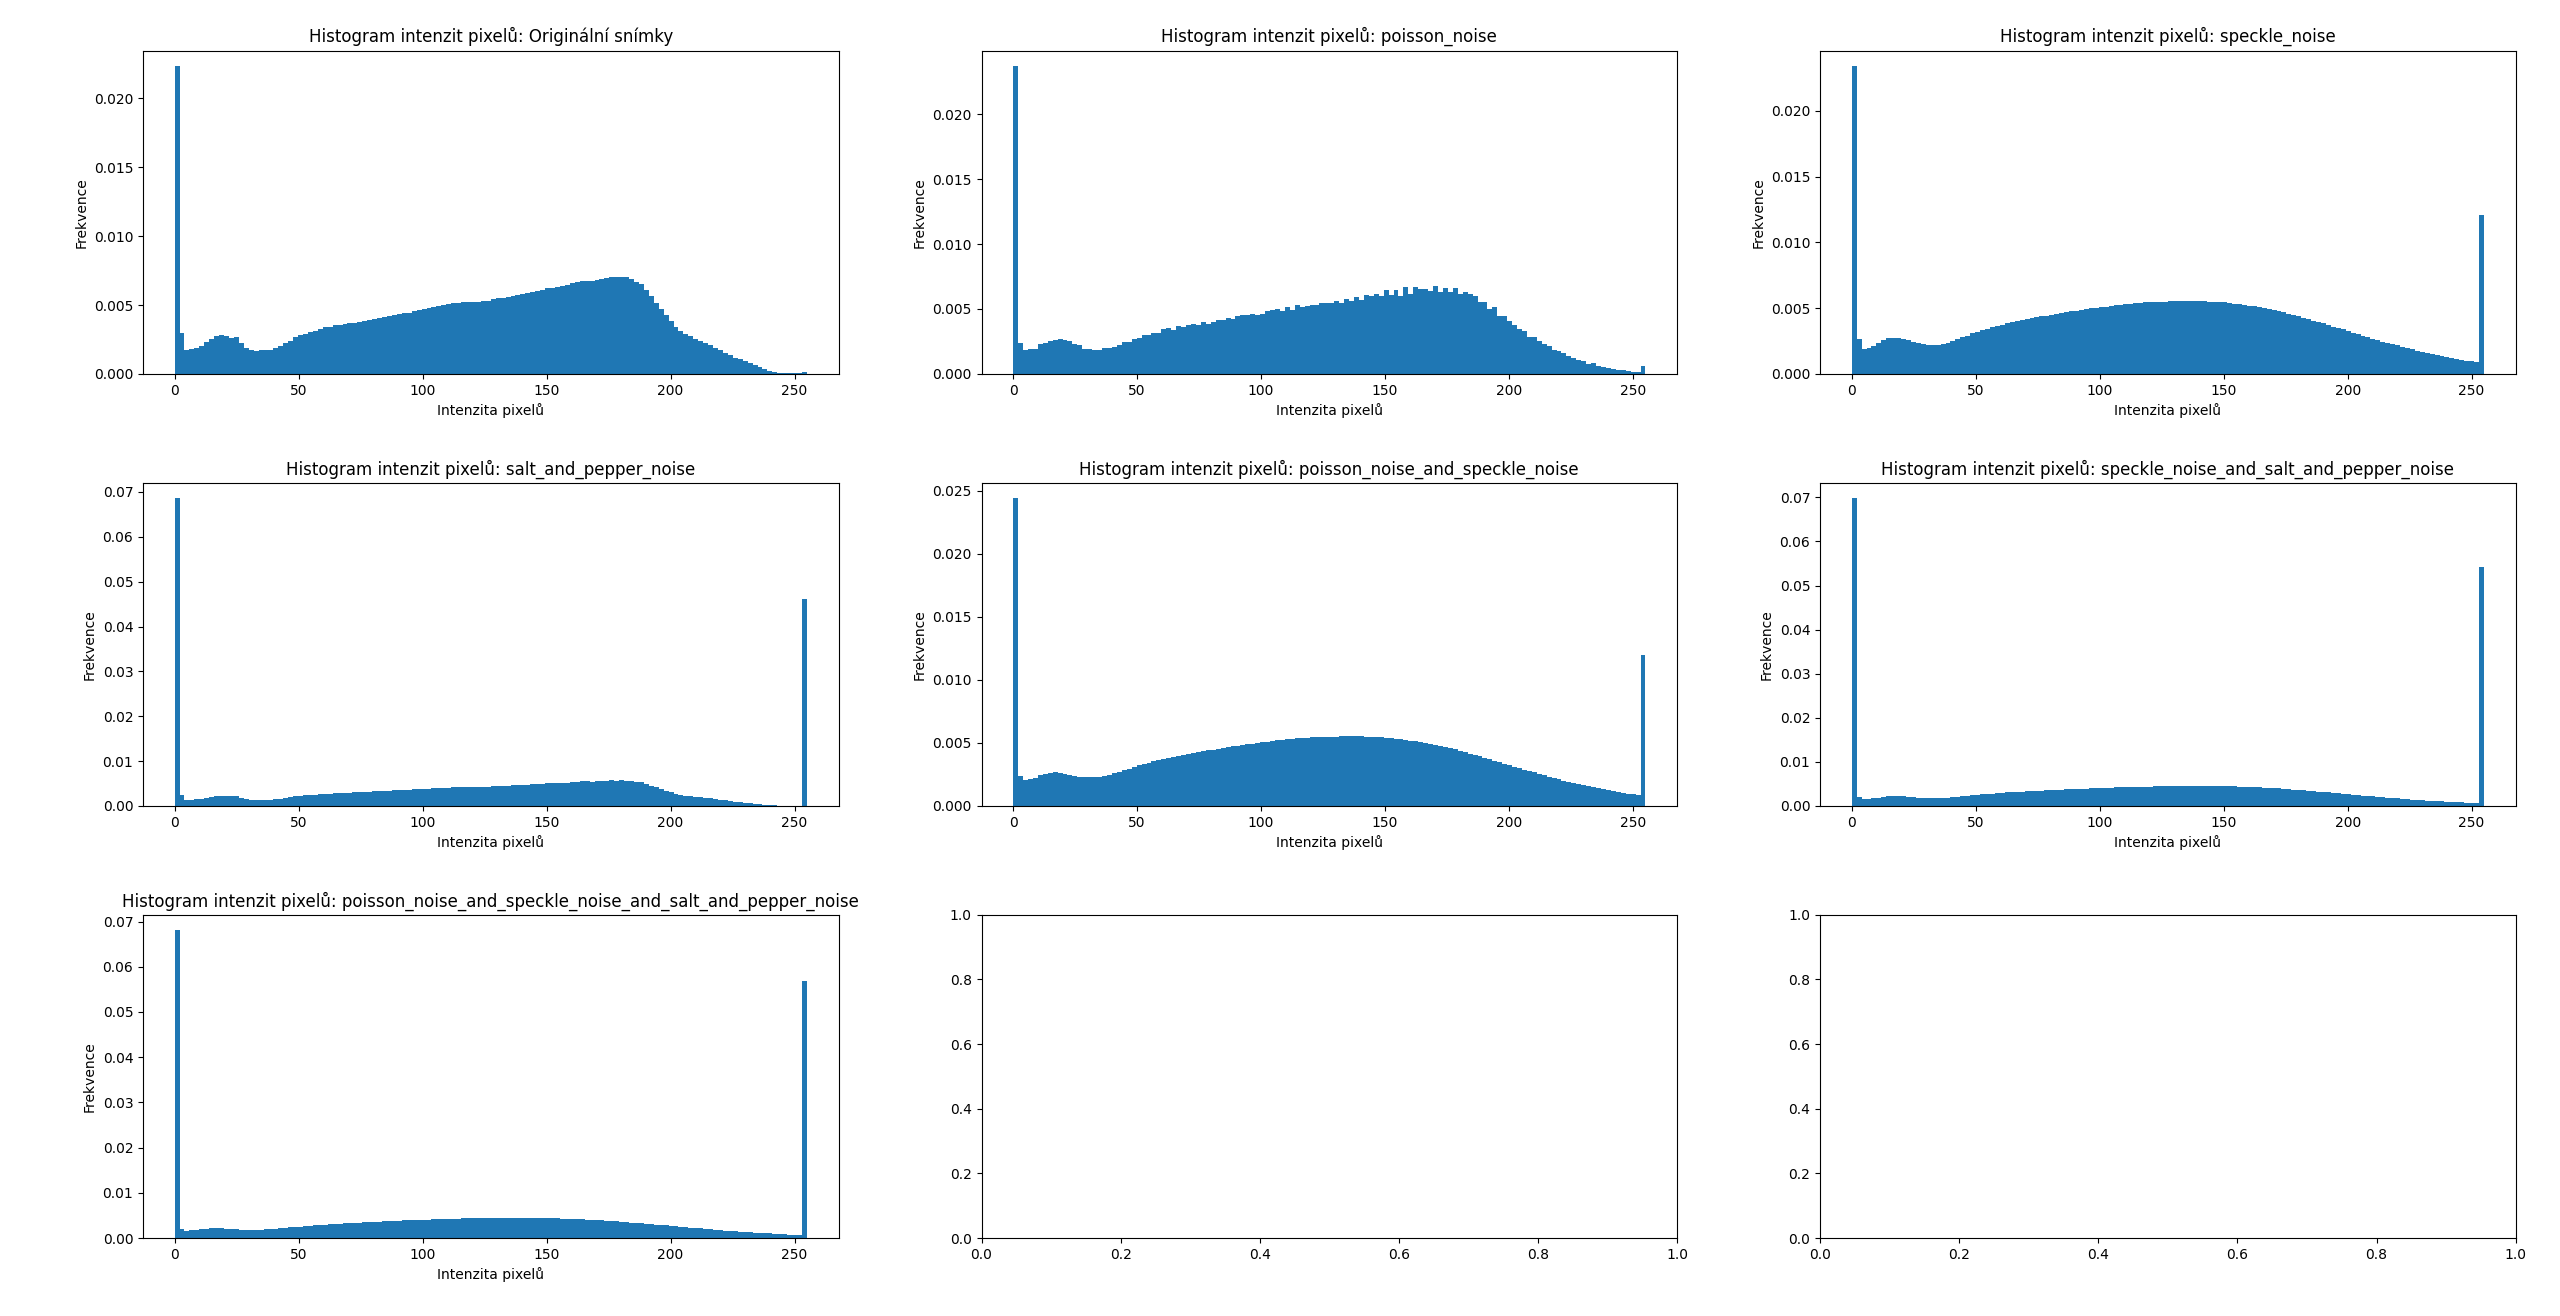 Histogram intenzit pixelů: Originální snímky
0.020
0.015
0.010
0.005
0.000
Frekvence
0 50 100 150 200 250
Intenzita pixelů
Histogram intenzit pixelů: poisson_noise
0.020
0.015
0.010
0.005
0.000
Frekvence
0 50 100 150 200 250
Intenzita pixelů
Histogram intenzit pixelů: speckle_noise
0.020
0.015
0.010
0.005
0.000
Frekvence
0 50 100 150 200 250
Intenzita pixelů
Histogram intenzit pixelů: salt_and_pepper_noise
0.07
0.06
0.05
0.04
0.03
0.02
0.01
0.00
Frekvence
0 50 100 150 200 250
Intenzita pixelů
Histogram intenzit pixelů: poisson_noise_and_speckle_noise
0.025
0.020
0.015
0.010
0.005
0.000
Frekvence
0 50 100 150 200 250
Intenzita pixelů
Histogram intenzit pixelů: speckle_noise_and_salt_and_pepper_noise
0.07
0.06
0.05
0.04
0.03
0.02
0.01
0.00
Frekvence
0 50 100 150 200 250
Intenzita pixelů
Histogram intenzit pixelů: poisson_noise_and_speckle_noise_and_salt_and_pepper_noise
0.07
0.06
0.05
0.04
0.03
0.02
0.01
0.00
Frekvence
0 50 100 150 200 250
Intenzita pixelů
1.0
0.8
0.6
0.4
0.2
0.0
0.0 0.2 0.4 0.6 0.8 1.0
1.0
0.8
0.6
0.4
0.2
0.0
0.0 0.2 0.4 0.6 0.8 1.0